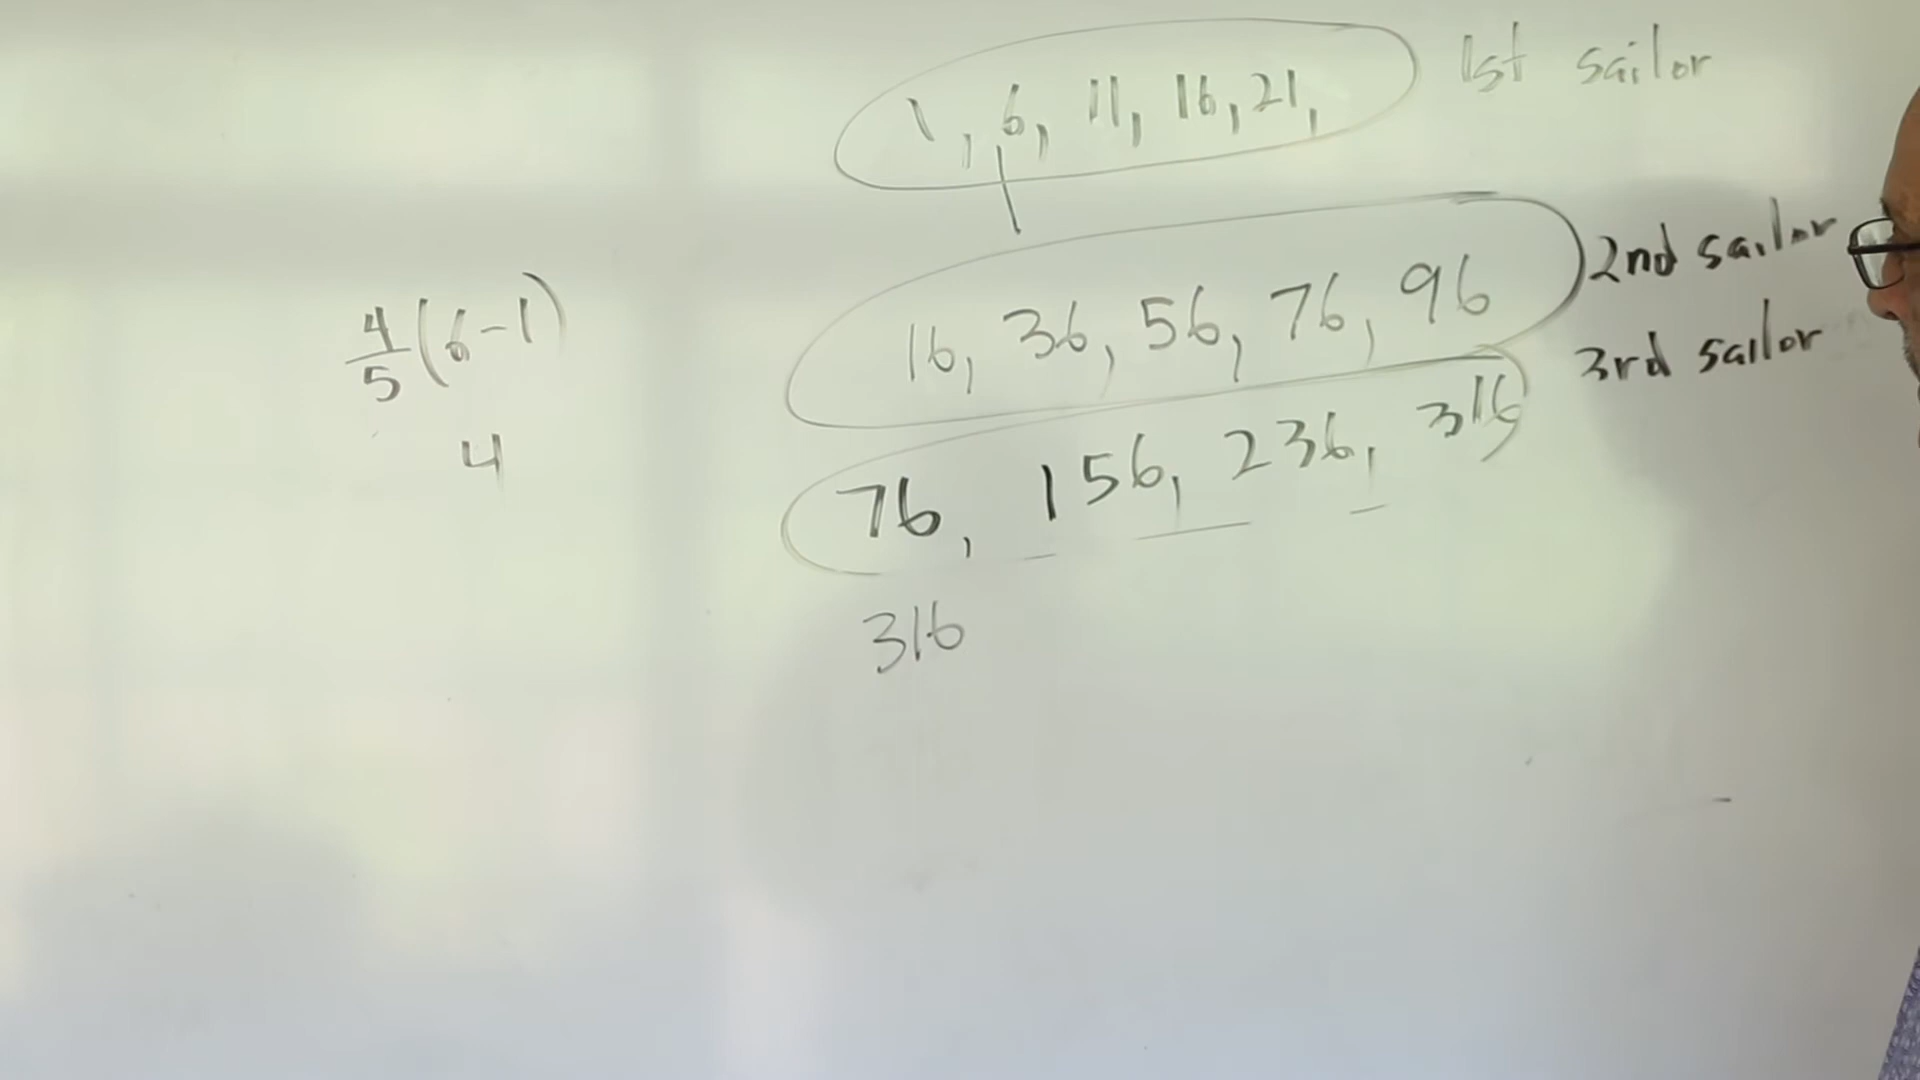 1, 6, 11, 16, 21, 1st sailor
16, 36, 56, 76, 96 2nd sailor
3rd sailor
76, 156, 236, 316
316
4/5(6-1)
4